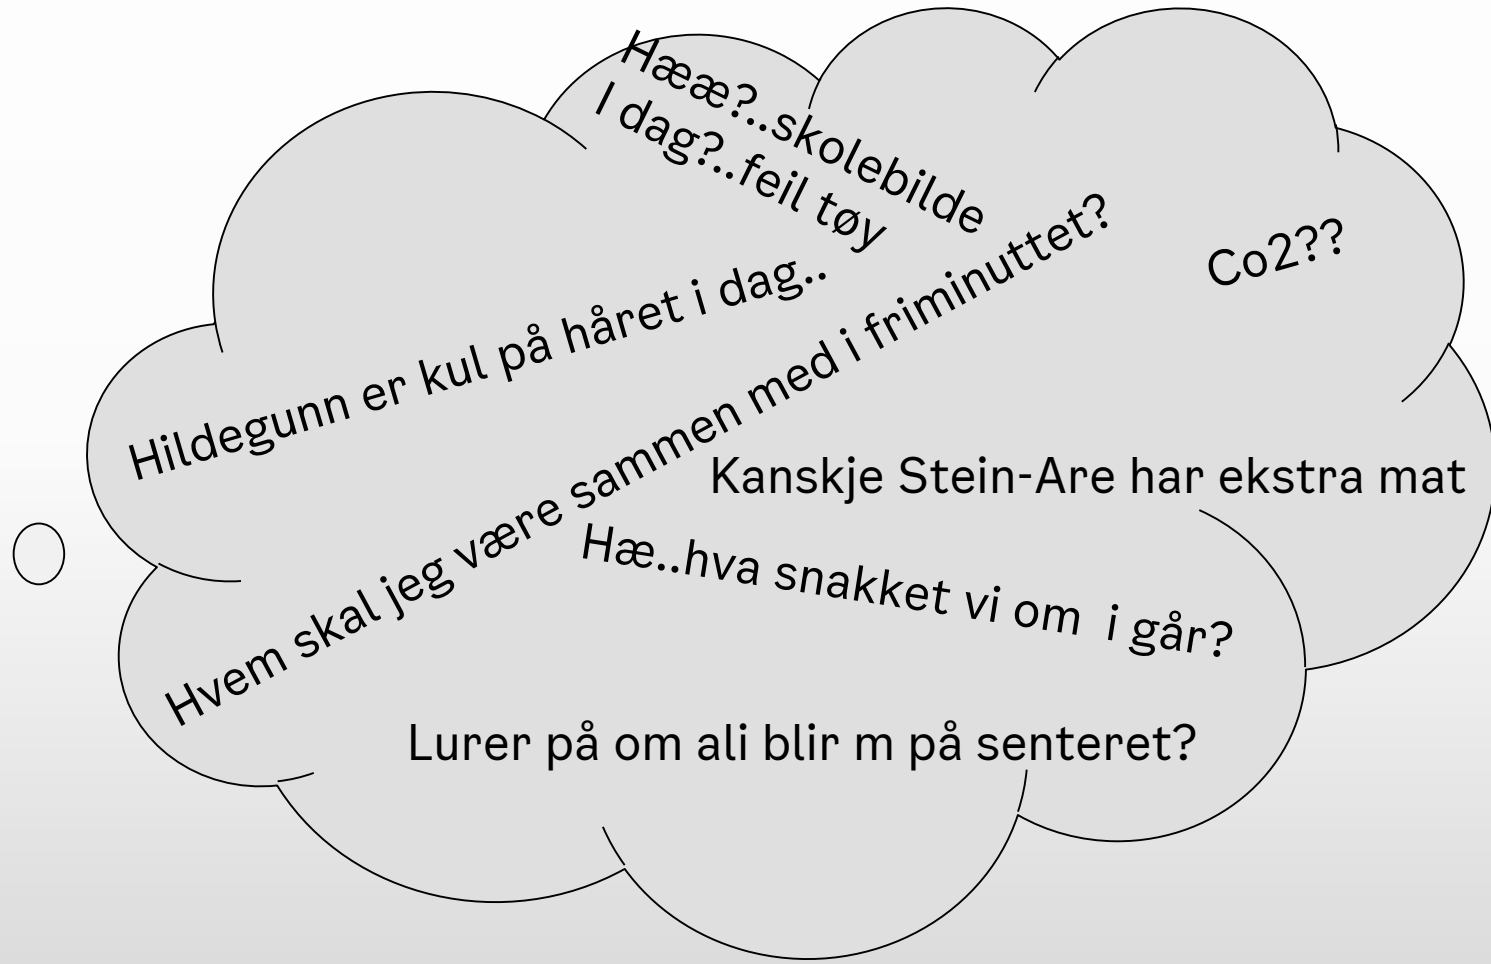 Hææ?..skolebilde
I dag?..feil tøy
Hildegunn er kul på håret i dag..
Hvem skal jeg være sammen med i friminuttet?
Co2??
Kanskje Stein-Are har ekstra mat
Hæ..hva snakket vi om  i går?
Lurer på om ali blir m på senteret?